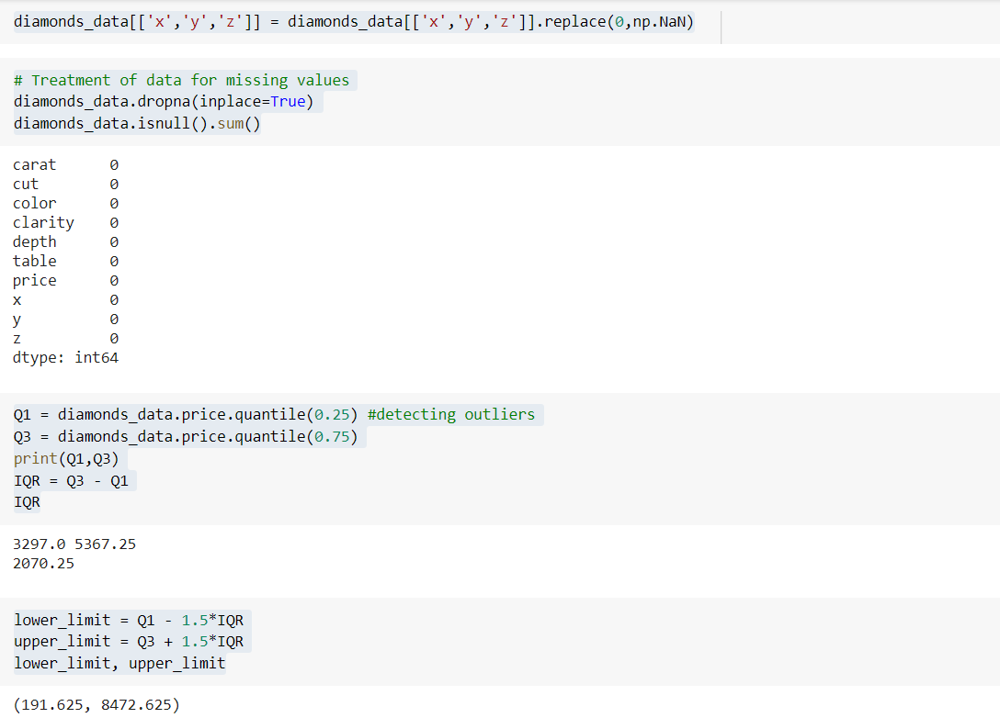 diamonds_data[['x','y','z']] = diamonds_data[['x','y','z']].replace(0,np.NaN)
# Treatment of data for missing values
diamonds_data.dropna(inplace=True)
diamonds_data.isnull().sum()
carat      0
cut        0
color      0
clarity    0
depth      0
table      0
price      0
x          0
y          0
z          0
dtype: int64
Q1 = diamonds_data.price.quantile(0.25) #detecting outliers
Q3 = diamonds_data.price.quantile(0.75)
print(Q1,Q3)
IQR = Q3 - Q1
IQR
3297.0 5367.25
2070.25
lower_limit = Q1 - 1.5*IQR
upper_limit = Q3 + 1.5*IQR
lower_limit, upper_limit
(191.625, 8472.625)